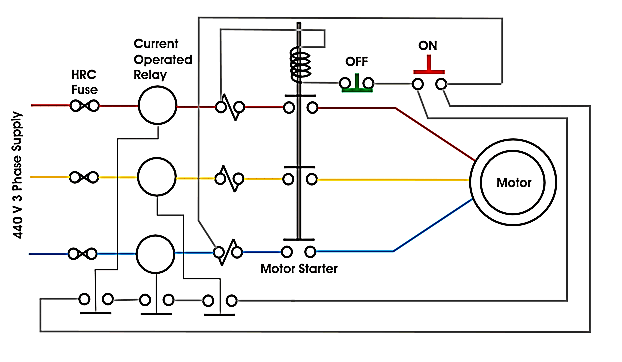 Current
Operated
Relay
HRC
Fuse
OFF
ON
440 V 3 Phase Supply
Motor
Motor Starter